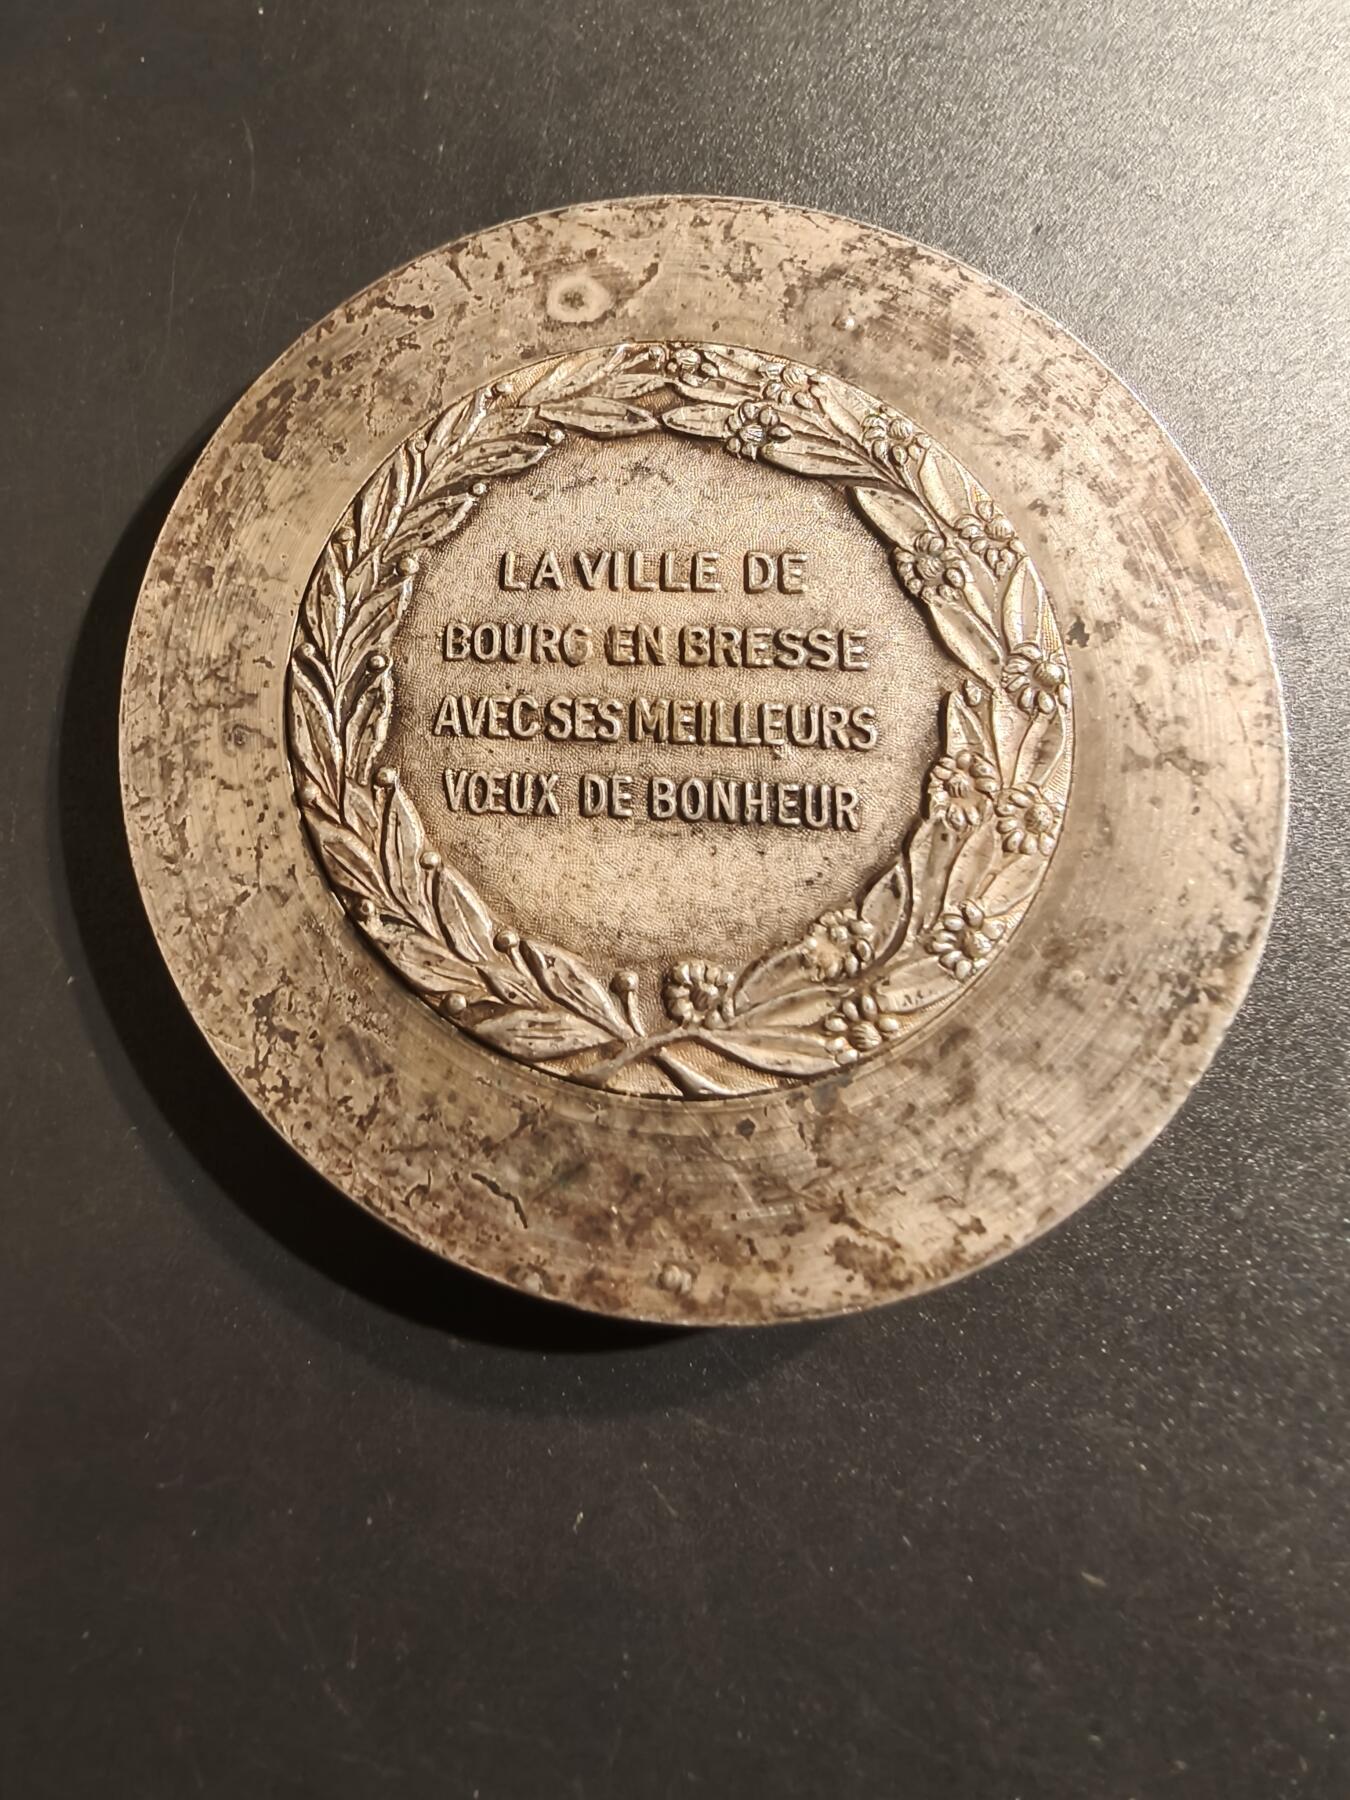 LA VILLE DE
BOURG EN BRESSE
AVEC SES MEILLEURS
VŒUX DE BONHEUR